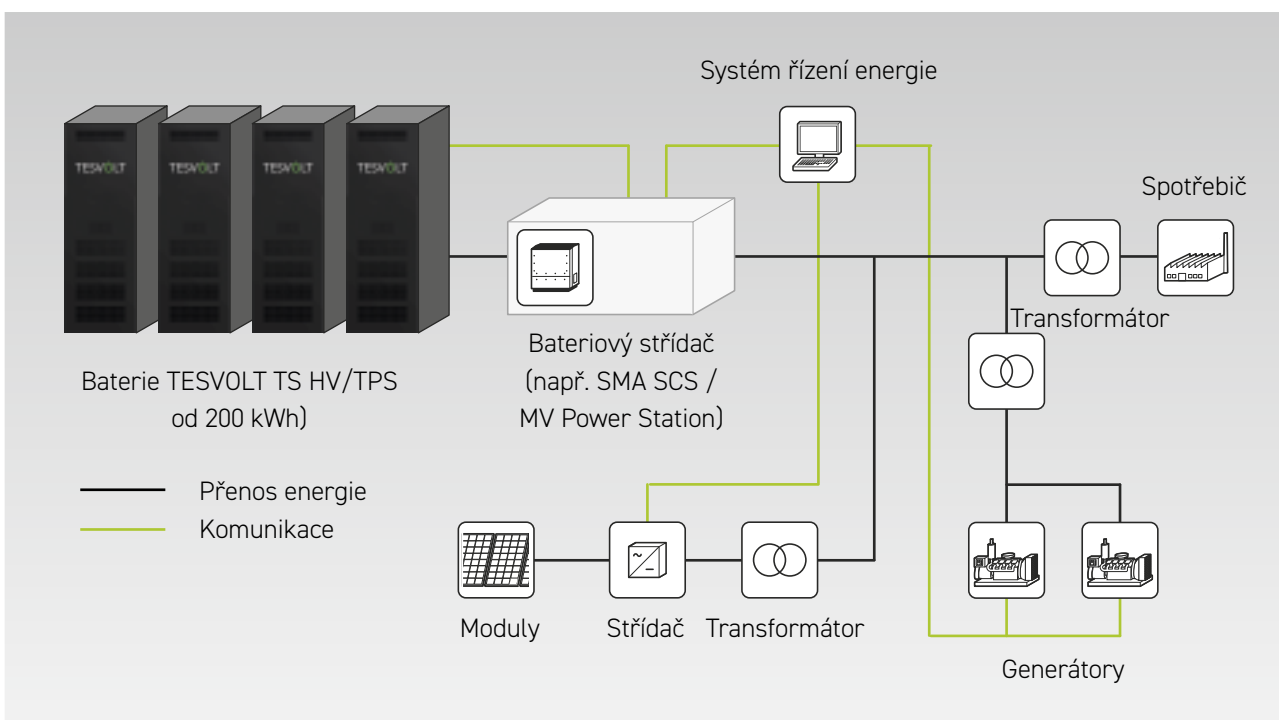 Systém řízení energie
TESVOLT
TESVOLT
TESVOLT
TESVOLT
Spotřebič
Transformátor
Bateriový střídač
(např. SMA SCS /
MV Power Station)
Baterie TESVOLT TS HV/TPS
od 200 kWh)
Přenos energie
Komunikace
Moduly
Střídač
Transformátor
Generátory